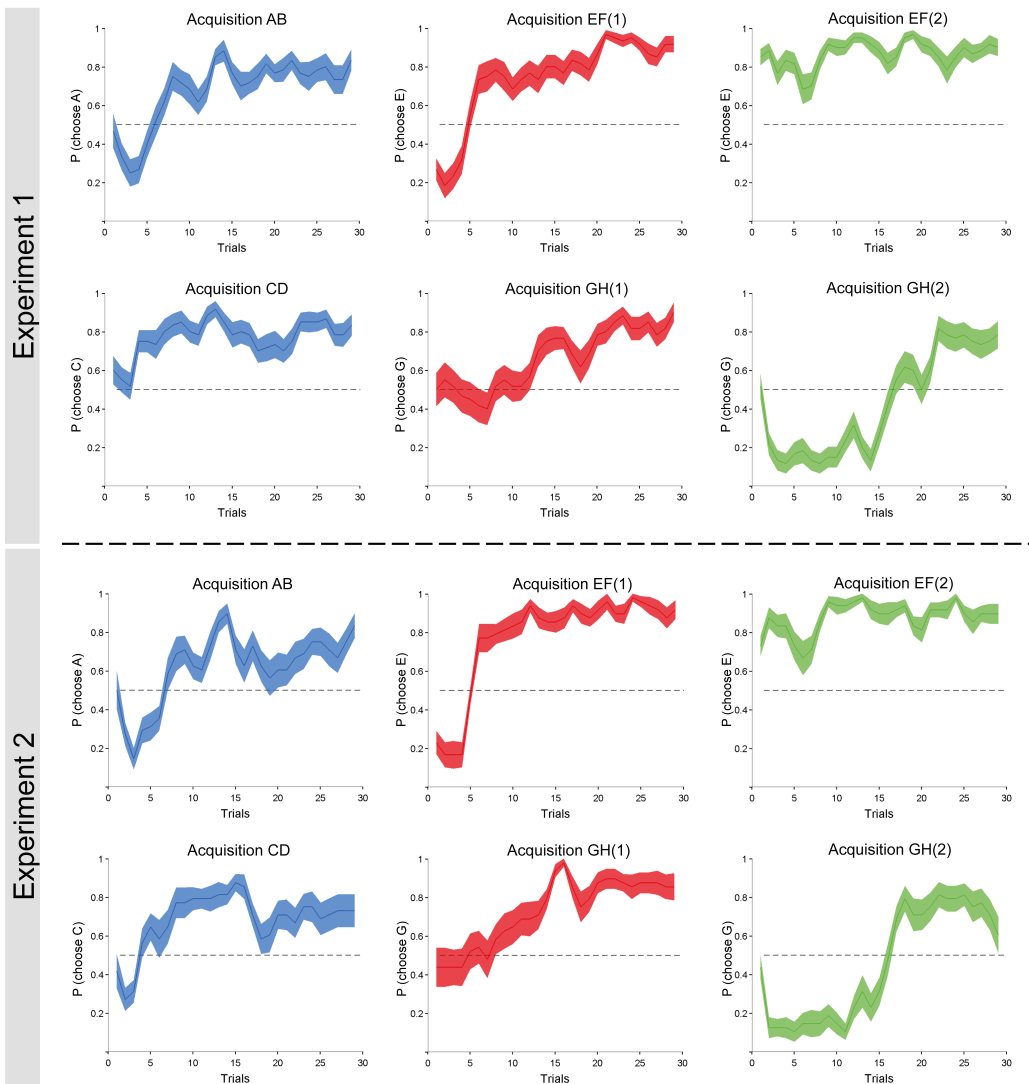 Experiment 1
Acquisition AB
P (choose A)
1
0.8
0.6
0.4
0.2
0 5 10 15 20 25 30
Trials
Acquisition EF(1)
P (choose E)
1
0.8
0.6
0.4
0.2
0 5 10 15 20 25 30
Trials
Acquisition EF(2)
P (choose E)
1
0.8
0.6
0.4
0.2
0 5 10 15 20 25 30
Trials
Acquisition CD
P (choose C)
1
0.8
0.6
0.4
0.2
0 5 10 15 20 25 30
Trials
Acquisition GH(1)
P (choose G)
1
0.8
0.6
0.4
0.2
0 5 10 15 20 25 30
Trials
Acquisition GH(2)
P (choose G)
1
0.8
0.6
0.4
0.2
0 5 10 15 20 25 30
Trials
Experiment 2
Acquisition AB
P (choose A)
1
0.8
0.6
0.4
0.2
0 5 10 15 20 25 30
Trials
Acquisition EF(1)
P (choose E)
1
0.8
0.6
0.4
0.2
0 5 10 15 20 25 30
Trials
Acquisition EF(2)
P (choose E)
1
0.8
0.6
0.4
0.2
0 5 10 15 20 25 30
Trials
Acquisition CD
P (choose C)
1
0.8
0.6
0.4
0.2
0 5 10 15 20 25 30
Trials
Acquisition GH(1)
P (choose G)
1
0.8
0.6
0.4
0.2
0 5 10 15 20 25 30
Trials
Acquisition GH(2)
P (choose G)
1
0.8
0.6
0.4
0.2
0 5 10 15 20 25 30
Trials